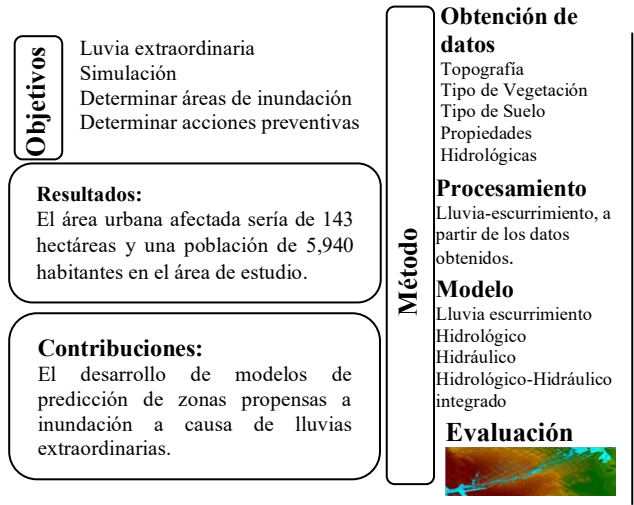 Objetivos
Luvia extraordinaria
Simulación
Determinar áreas de inundación
Determinar acciones preventivas
Resultados:
El área urbana afectada sería de 143
hectáreas y una población de 5,940
habitantes en el área de estudio.
Contribuciones:
El desarrollo de modelos de
predicción de zonas propensas a
inundación a causa de lluvias
extraordinarias.
Método
Obtención de
datos
Topografía
Tipo de Vegetación
Tipo de Suelo
Propiedades
Hidrológicas
Procesamiento
Lluvia-escurrimiento, a
partir de los datos
obtenidos.
Modelo
Lluvia escurrimiento
Hidrológico
Hidráulico
Hidrológico-Hidráulico
integrado
Evaluación